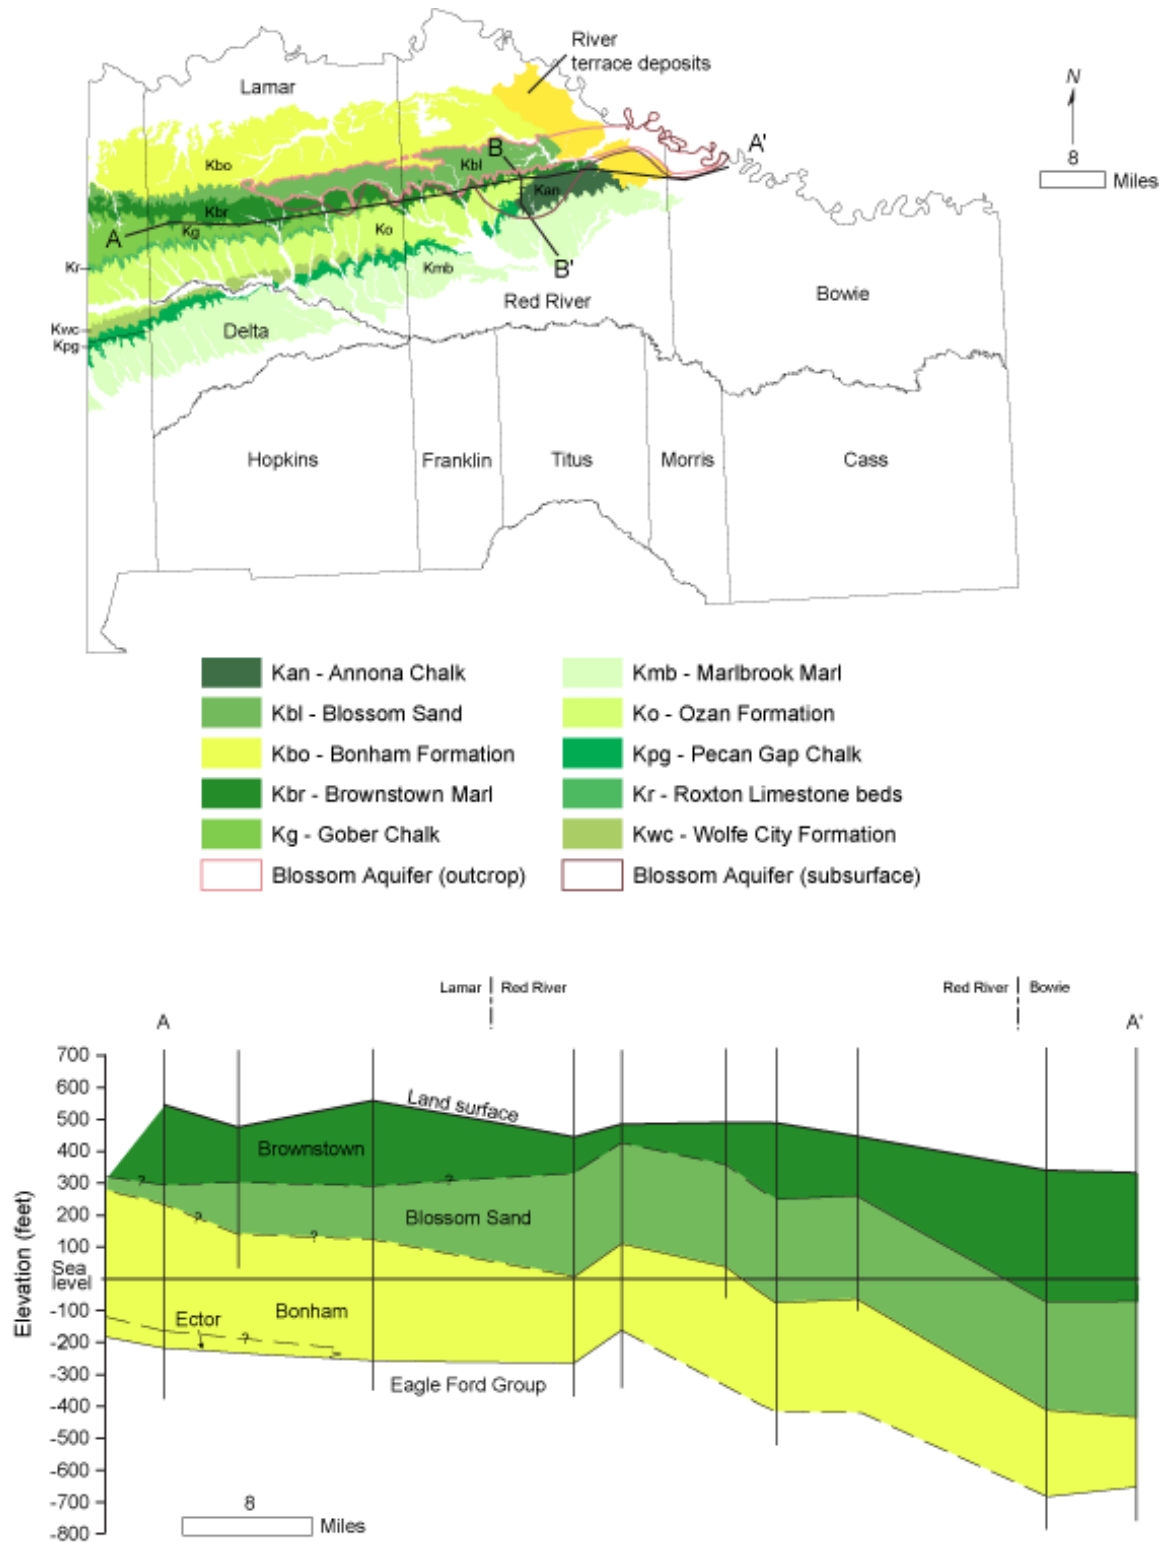 River
terrace deposits
Lamar
N
8
Miles
Kbo
Kbl
B
A'
Kan
Kbr
A
Kg
Ko
Kr
Kmb
B'
Red River
Bowie
Kwc
Kpg
Delta
Hopkins
Franklin
Titus
Morris
Cass
Kan - Annona Chalk
Kbl - Blossom Sand
Kbo - Bonham Formation
Kbr - Brownstown Marl
Kg - Gober Chalk
Blossom Aquifer (outcrop)
Kmb - Marlbrook Marl
Ko - Ozan Formation
Kpg - Pecan Gap Chalk
Kr - Roxton Limestone beds
Kwc - Wolfe City Formation
Blossom Aquifer (subsurface)
Lamar Red River
Red River Bowie
A
A'
Elevation (feet)
700
600
500
400
300
200
100
Sea
level
-100
-200
-300
-400
-500
-600
-700
-800
Land surface
Brownstown
?
?
Blossom Sand
?
?
Bonham
Ector
?
Eagle Ford Group
8
Miles